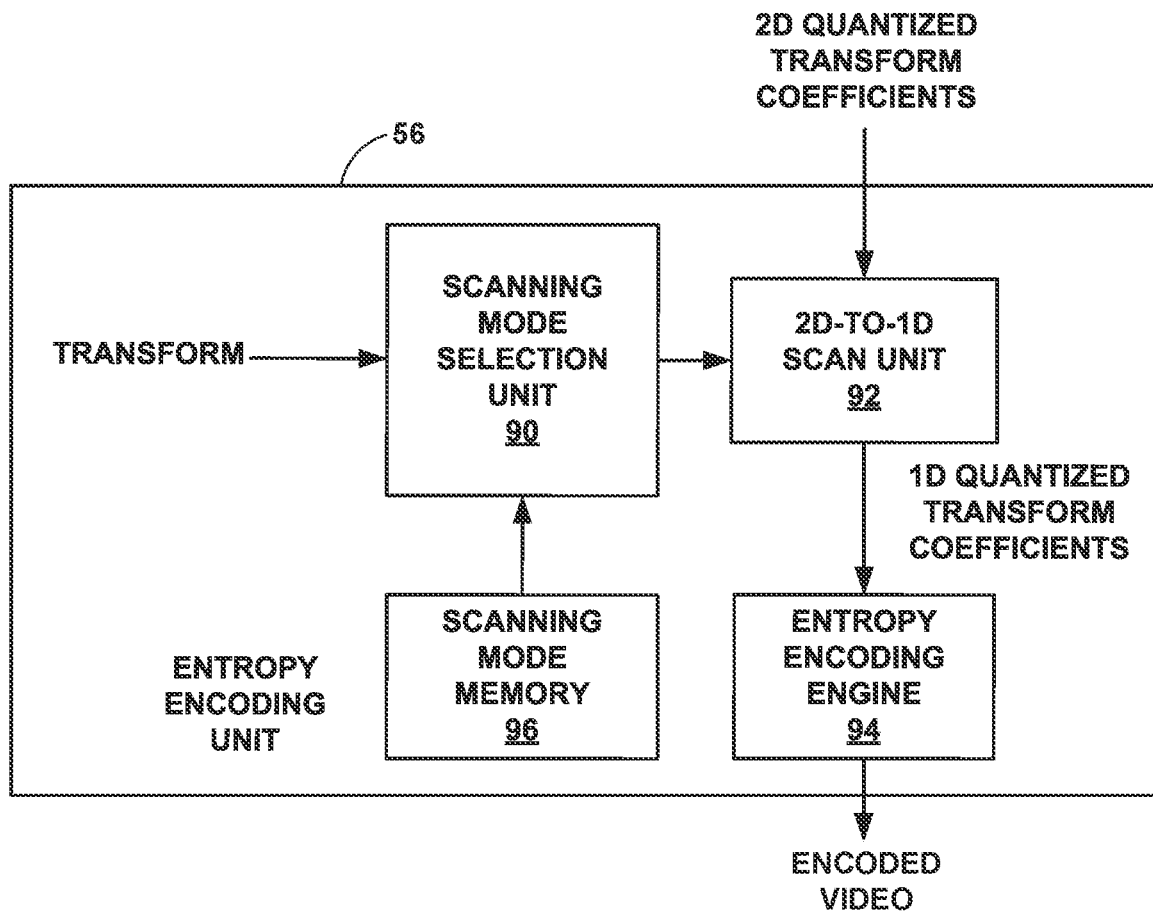 2D QUANTIZED
TRANSFORM
COEFFICIENTS
56
SCANNING
MODE
SELECTION
UNIT
90
2D-TO-1D
SCAN UNIT
92
TRANSFORM
1D QUANTIZED
TRANSFORM
COEFFICIENTS
ENTROPY
ENCODING
UNIT
SCANNING
MODE
MEMORY
96
ENTROPY
ENCODING
ENGINE
94
ENCODED
VIDEO